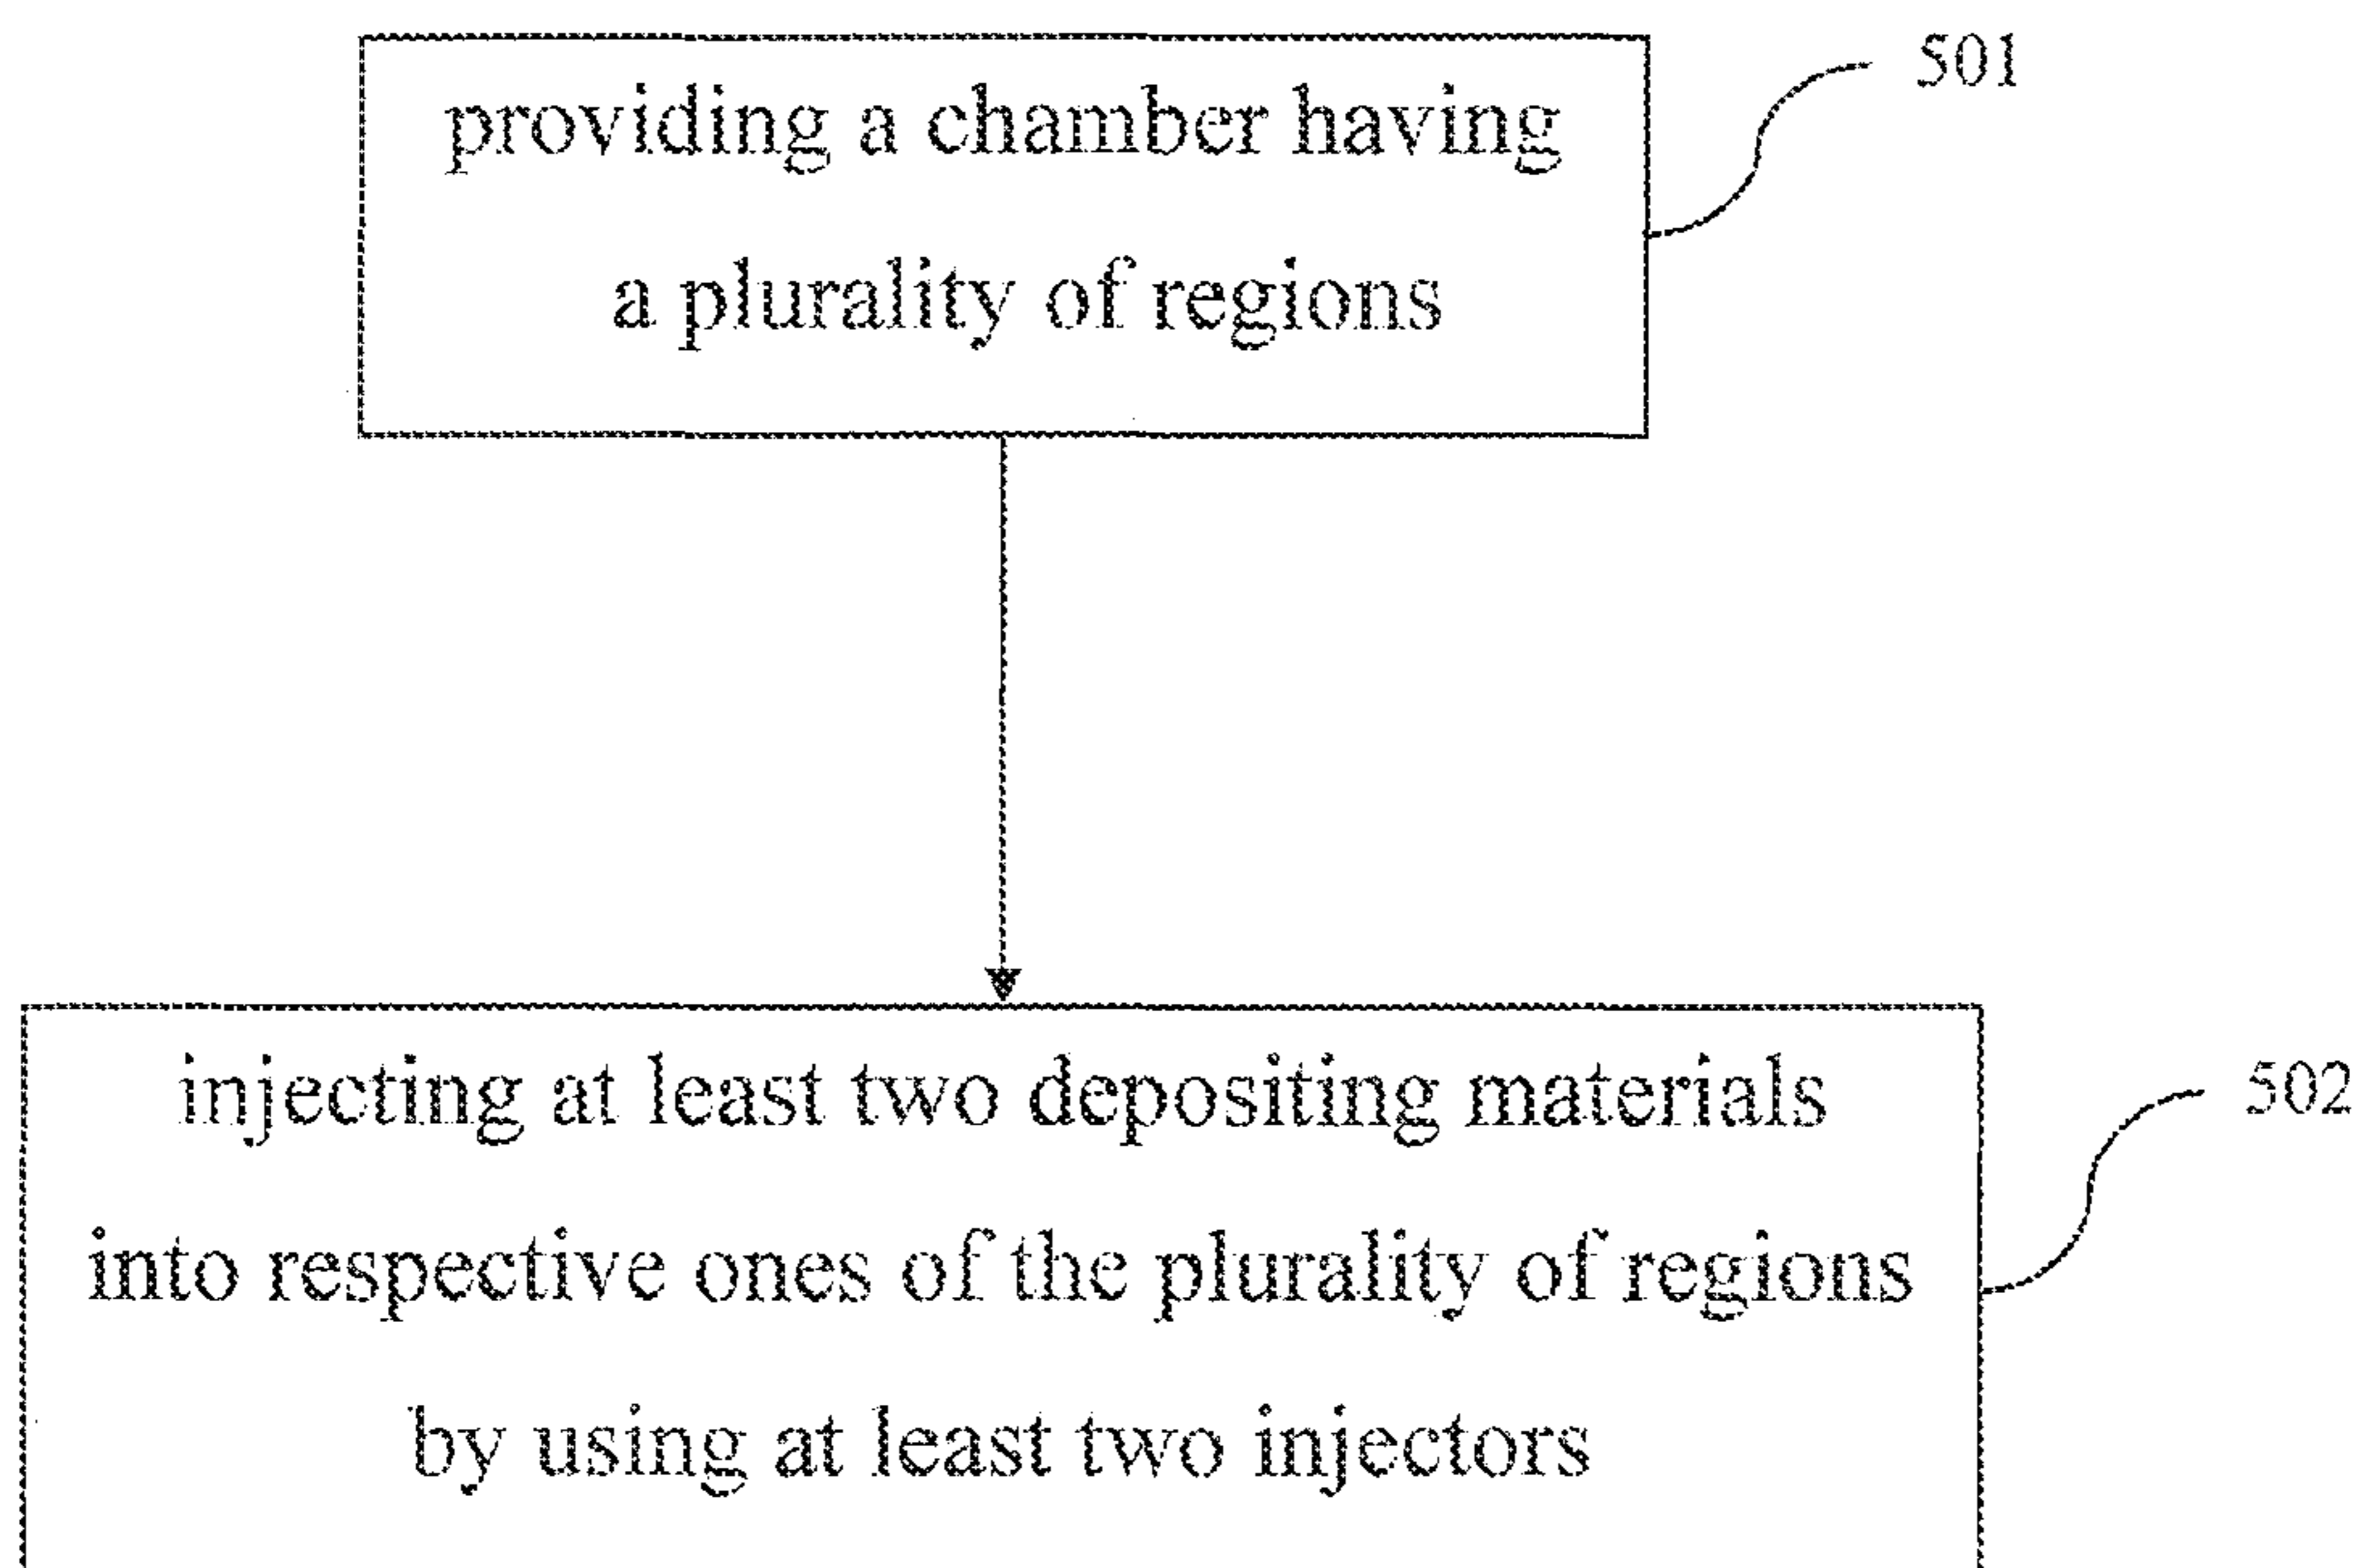 providing a chamber having
a plurality of regions
501
injecting at least two depositing materials
into respective ones of the plurality of regions
by using at least two injectors
502